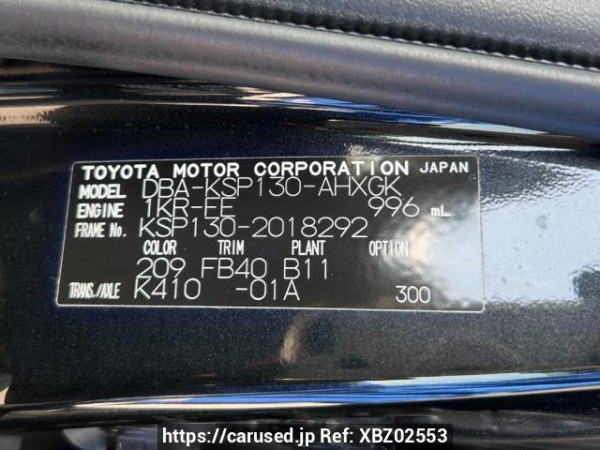 TOYOTA MOTOR CORPORATION JAPAN
MODEL DBA-KSP130-AHXGK
ENGINE 1KR-FE 996 mL
FRAME No. KSP130-2018292
COLOR TRIM PLANT OPTION
209 FB40 B11
TRANS./AXLE K410 -01A 300
https://carused.jp Ref: XBZ02553